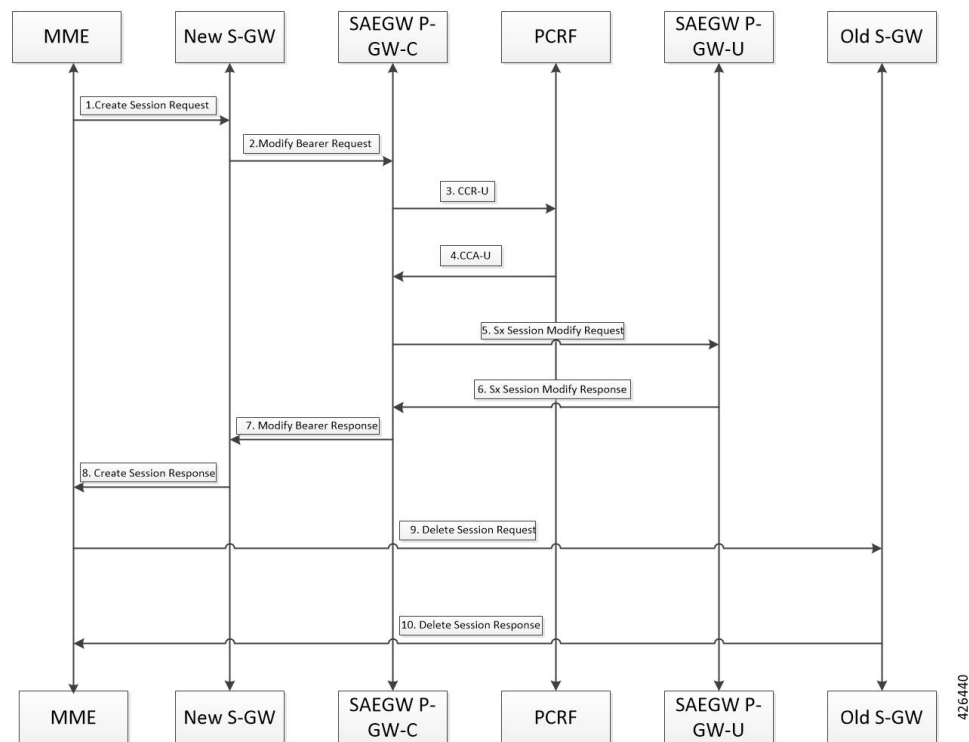 MME
New S-GW
SAEGW P-
GW-C
PCRF
SAEGW P-
GW-U
Old S-GW
1.Create Session Request
2.Modify Bearer Request
3. CCR-U
4.CCA-U
5. Sx Session Modify Request
6. Sx Session Modify Response
7. Modify Bearer Response
8. Create Session Response
9. Delete Session Request
10. Delete Session Response
MME
New S-GW
SAEGW P-
GW-C
PCRF
SAEGW P-
GW-U
Old S-GW
426440